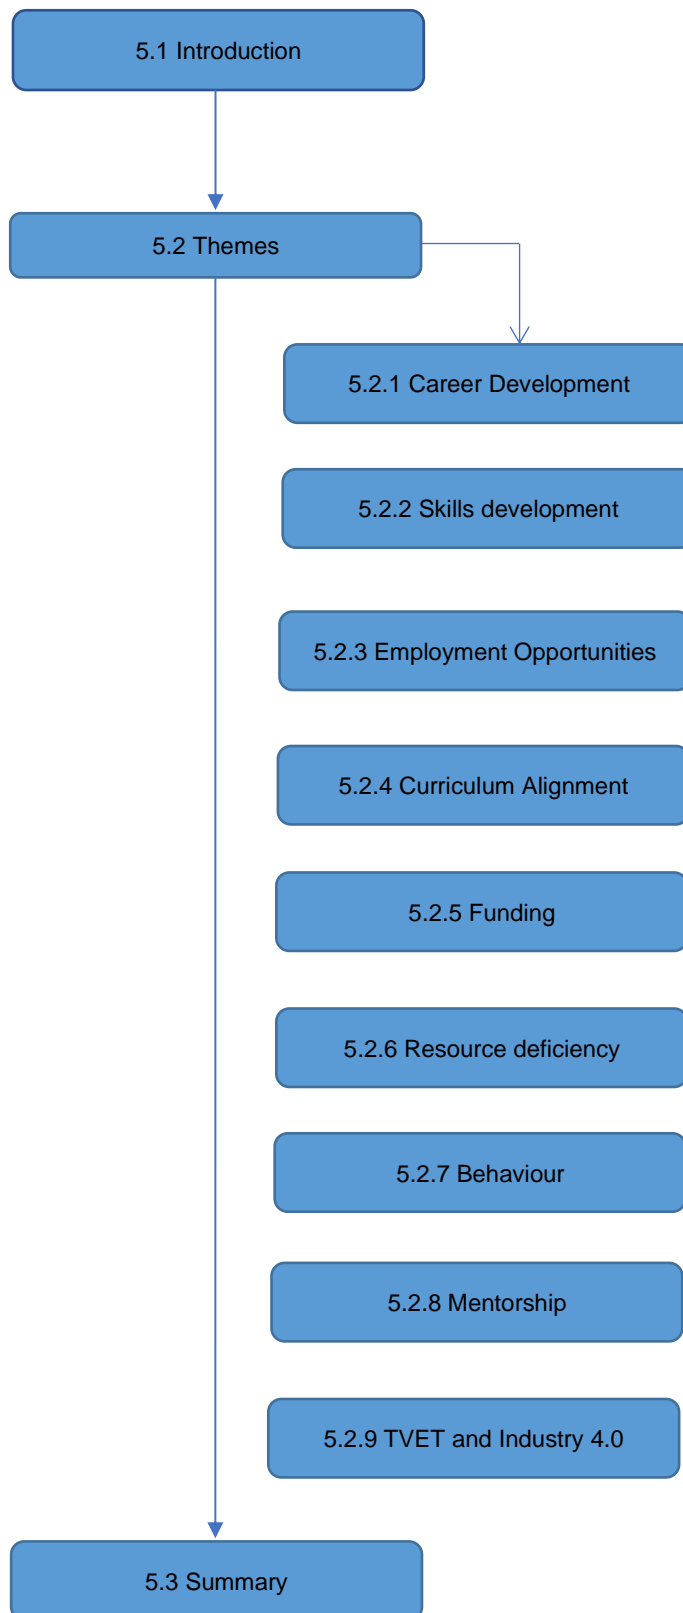 5.1 Introduction
5.2 Themes
5.2.1 Career Development
5.2.2 Skills development
5.2.3 Employment Opportunities
5.2.4 Curriculum Alignment
5.2.5 Funding
5.2.6 Resource deficiency
5.2.7 Behaviour
5.2.8 Mentorship
5.2.9 TVET and Industry 4.0
5.3 Summary